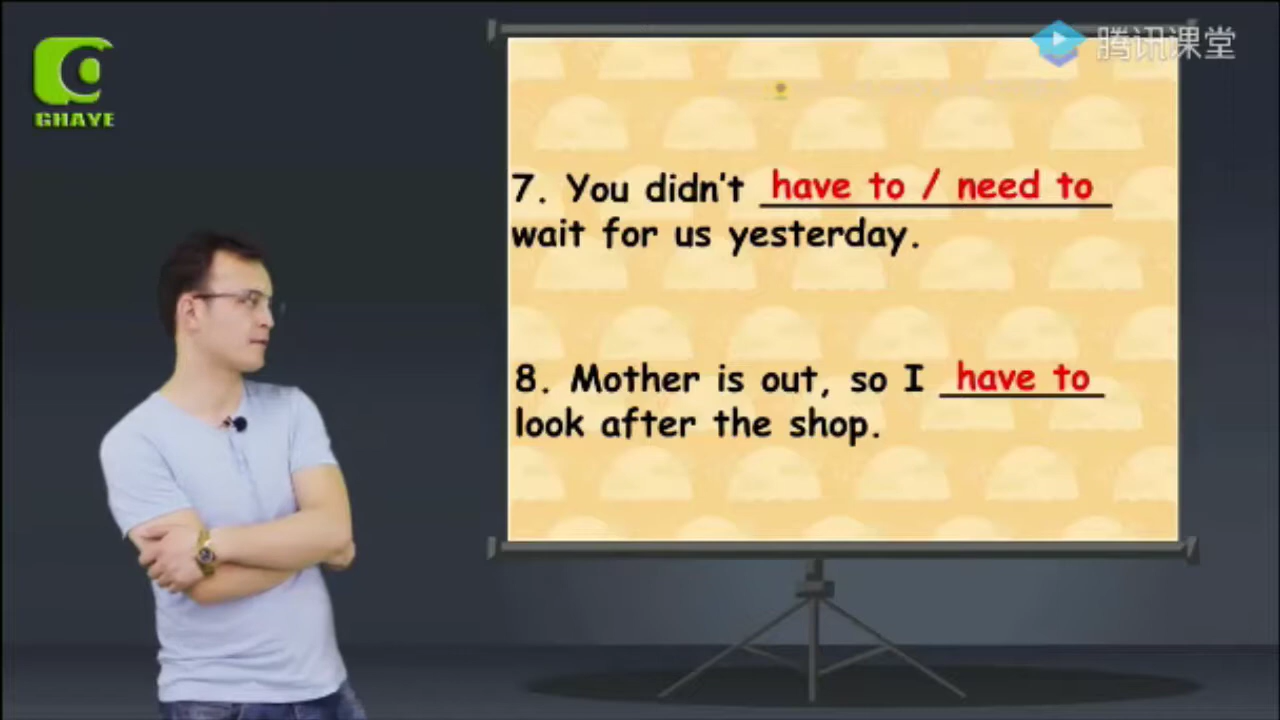 GHAYE
腾讯课堂
7. You didn't have to / need to
wait for us yesterday.
8. Mother is out, so I have to
look after the shop.